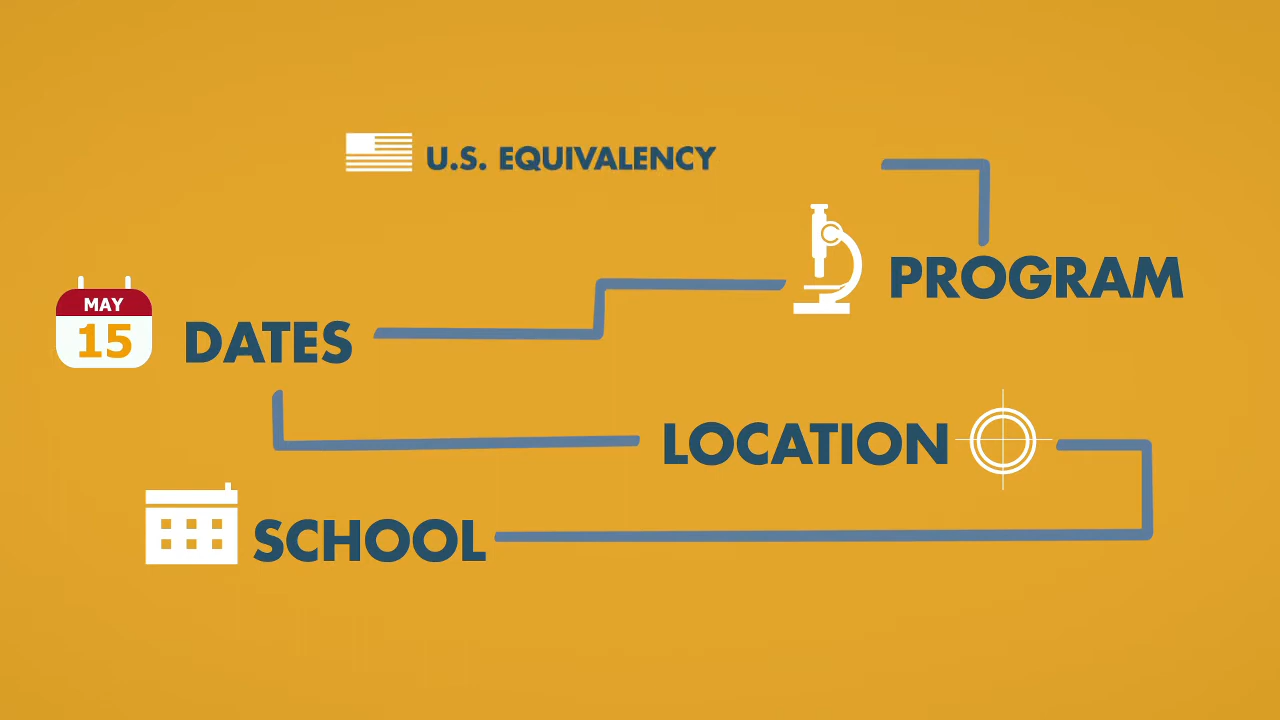 U.S. EQUIVALENCY
PROGRAM
MAY
15
DATES
LOCATION
SCHOOL